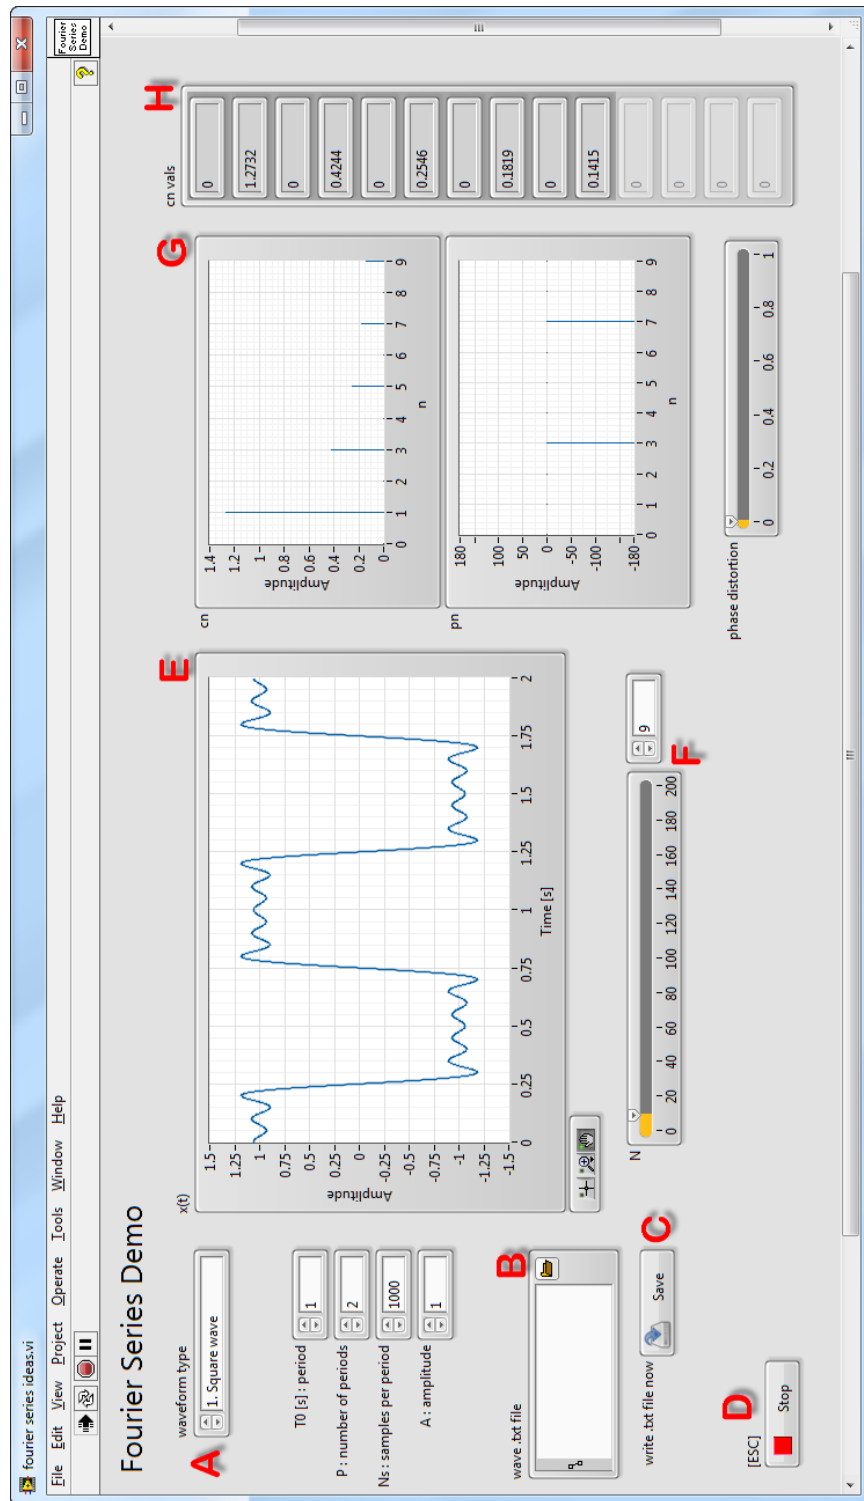 fourier series ideas.vi
File Edit View Project Operate Tools Window Help
Fourier
Series
Demo
?
Fourier Series Demo
A
waveform type
1. Square wave
T0 [s] : period
1
P : number of periods
2
Ns : samples per period
1000
A : amplitude
1
B
wave .txt file
C
write .txt file now
Save
D
[ESC]
Stop
E
x(t)
Amplitude
1.5
1.25
1
0.75
0.5
0.25
0
-0.25
-0.5
-0.75
-1
-1.25
-1.5
0 0.25 0.5 0.75 1 1.25 1.5 1.75 2
Time [s]
F
N
0 20 40 60 80 100 120 140 160 180 200
9
G
cn
Amplitude
1.4
1.2
1
0.8
0.6
0.4
0.2
0
0 1 2 3 4 5 6 7 8 9
n
pn
Amplitude
180
150
100
50
0
-50
-100
-180
0 1 2 3 4 5 6 7 8 9
n
phase distortion
0 0.2 0.4 0.6 0.8 1
H
cn vals
0
1.2732
0
0.4244
0
0.2546
0
0.1819
0
0.1415
0
0
0
0